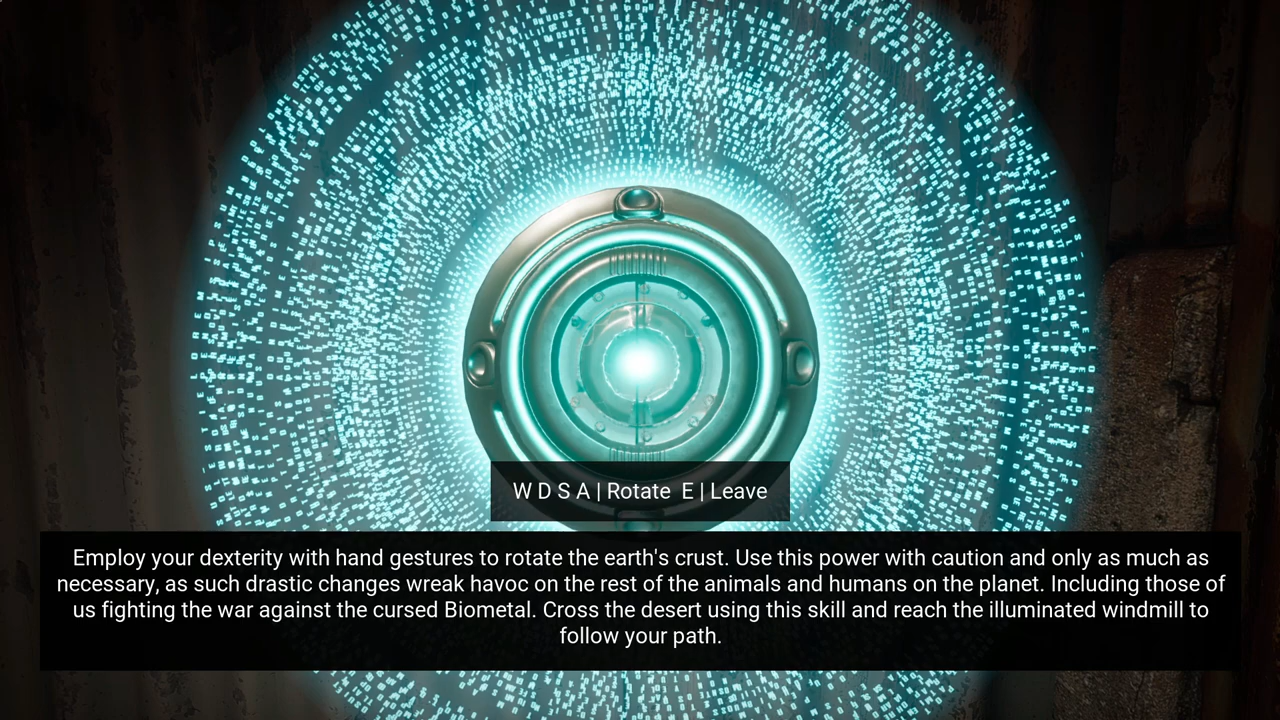 W D S A | Rotate E | Leave
Employ your dexterity with hand gestures to rotate the earth's crust. Use this power with caution and only as much as
necessary, as such drastic changes wreak havoc on the rest of the animals and humans on the planet. Including those of
us fighting the war against the cursed Biometal. Cross the desert using this skill and reach the illuminated windmill to
follow your path.